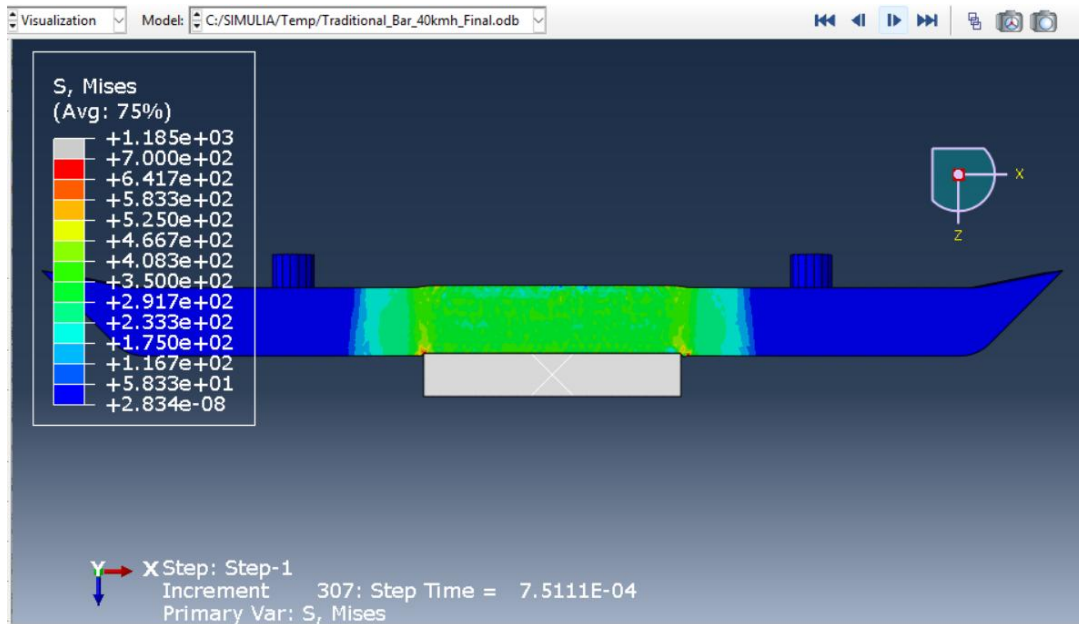 Visualization Model: C:/SIMULIA/Temp/Traditional_Bar_40kmh_Final.odb
S, Mises
(Avg: 75%)
+1.185e+03
+7.000e+02
+6.417e+02
+5.833e+02
+5.250e+02
+4.667e+02
+4.083e+02
+3.500e+02
+2.917e+02
+2.333e+02
+1.750e+02
+1.167e+02
+5.833e+01
+2.834e-08
X
Z
Y X Step: Step-1
Increment 307: Step Time = 7.5111E-04
Primary Var: S, Mises